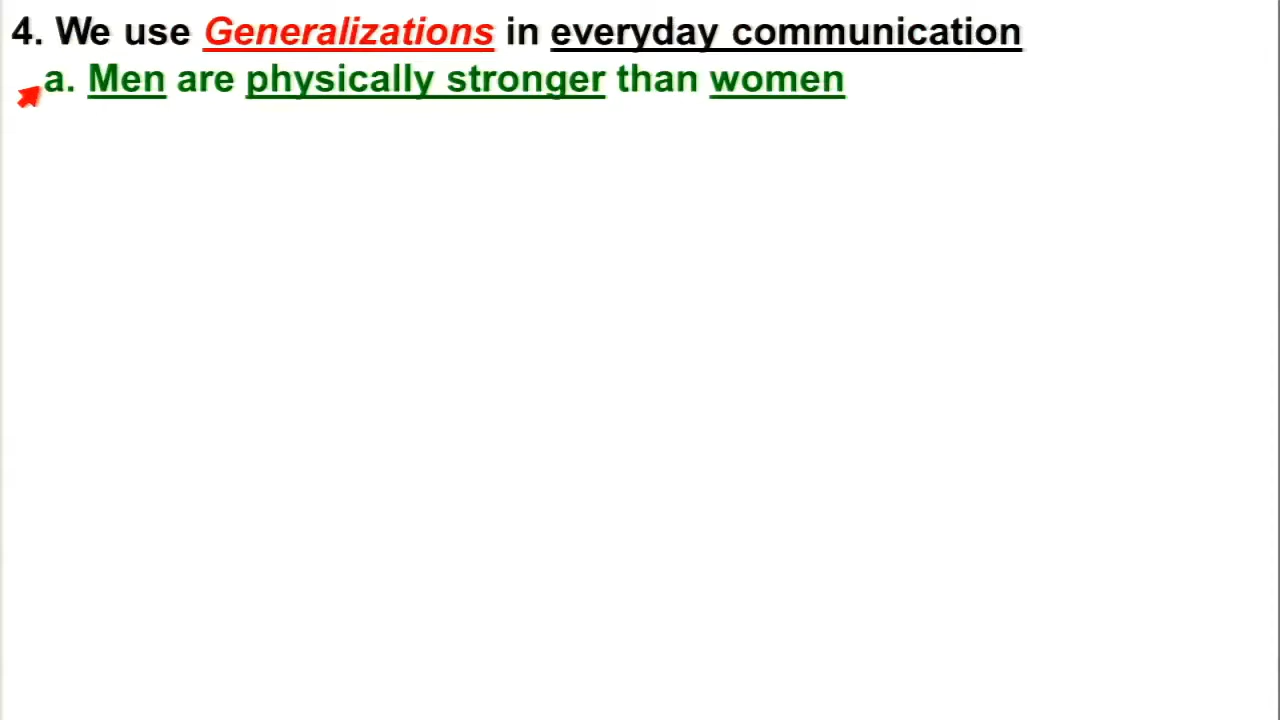 4. We use Generalizations in everyday communication
a. Men are physically stronger than women